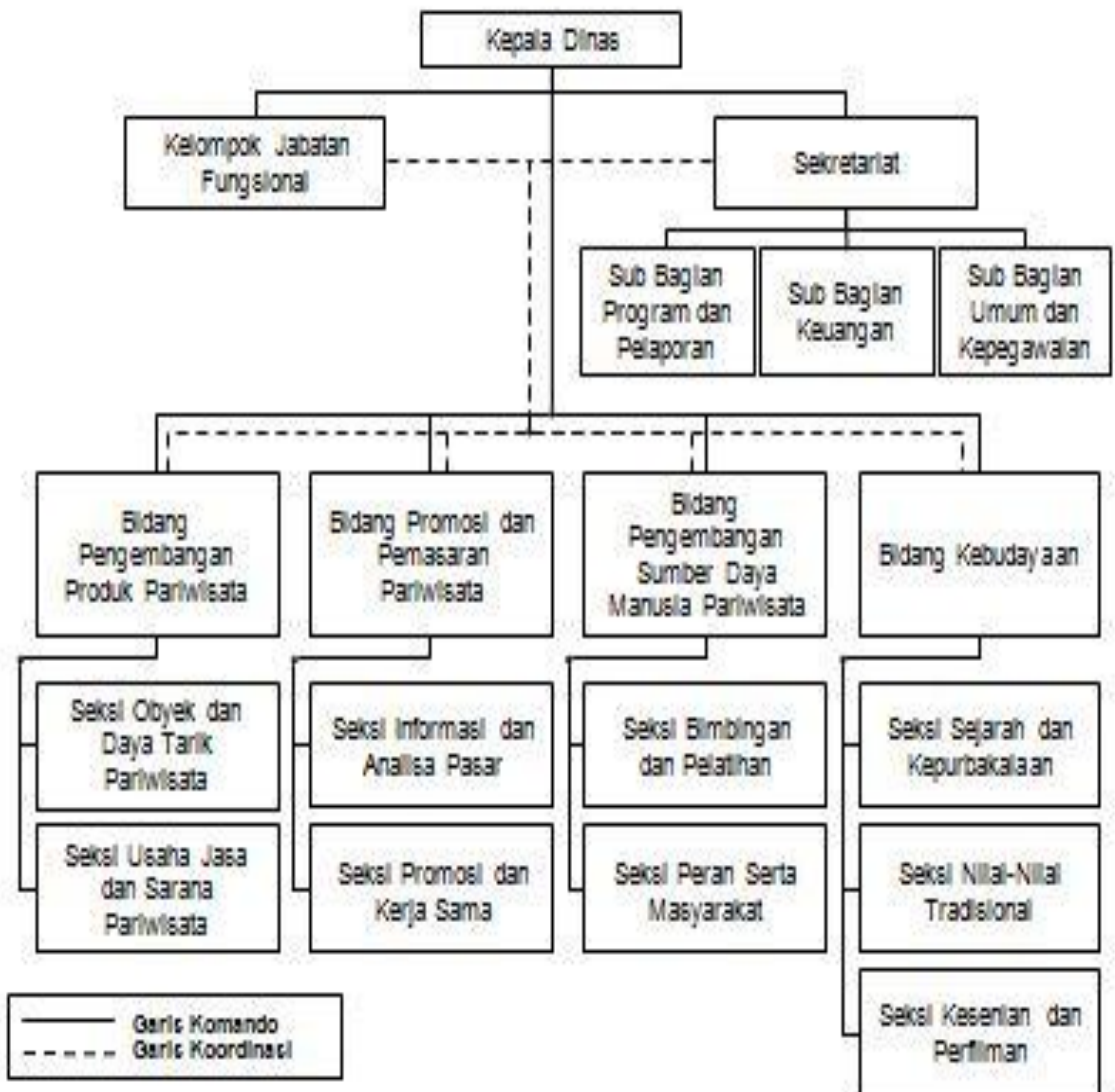 Kepala Dinas
Kelompok Jabatan
Fungsional
Sekretariat
Sub Bagian
Program dan
Pelaporan
Sub Bagian
Keuangan
Sub Bagian
Umum dan
Kepegawaian
Bidang
Pengembangan
Produk Pariwisata
Bidang Promosi dan
Pemasaran
Pariwisata
Bidang
Pengembangan
Sumber Daya
Manusia Pariwisata
Bidang Kebudayaan
Seksi Obyek dan
Daya Tarik
Pariwisata
Seksi Usaha Jasa
dan Sarana
Pariwisata
Seksi Informasi dan
Analisa Pasar
Seksi Promosi dan
Kerja Sama
Seksi Bimbingan
dan Pelatihan
Seksi Peran Serta
Masyarakat
Seksi Sejarah dan
Kepurbakalaan
Seksi Nilai-Nilai
Tradisional
Seksi Kesenian dan
Perfilman
Garis Komando
Garis Koordinasi